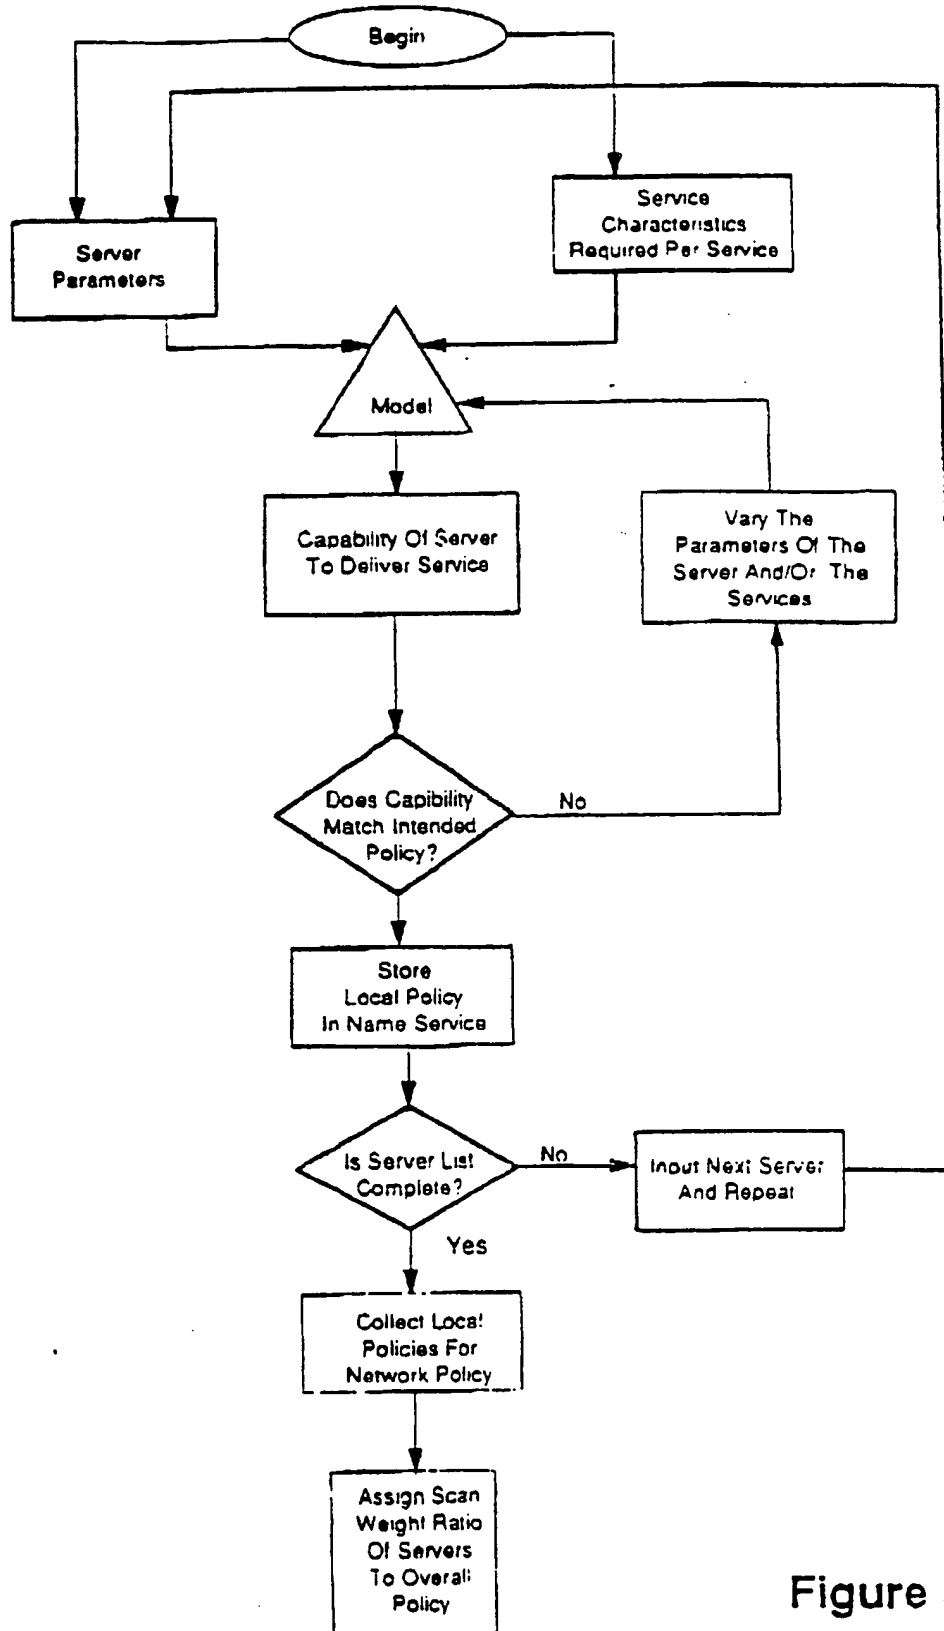 Begin
Service
Characteristics
Required Per Service
Server
Parameters
Model
Capability Of Server
To Deliver Service
Vary The
Parameters Of The
Server And/Or The
Services
Does Capibility
Match Intended
Policy?
No
Store
Local Policy
In Name Service
Is Server List
Complete?
No
Input Next Server
And Repeat
Yes
Collect Local
Policies For
Network Policy
Assign Scan
Weight Ratio
Of Servers
To Overall
Policy
Figure